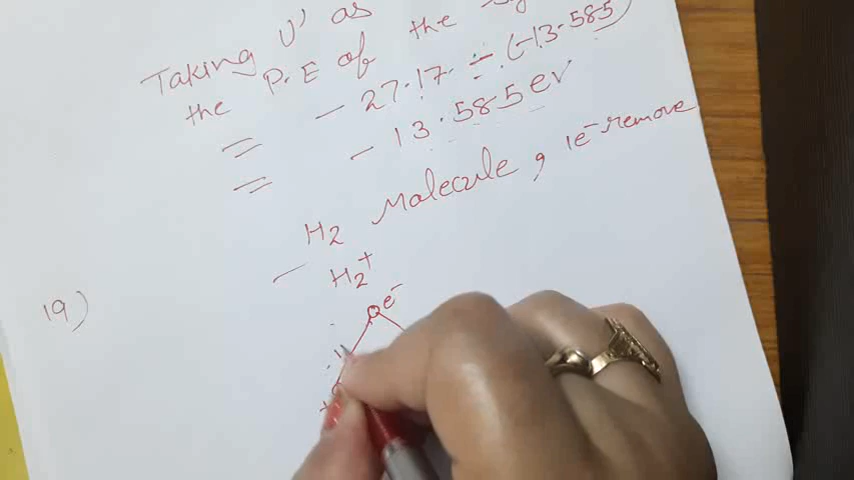 Taking U' as
the P.E of the
= - 27.17 - (-13.585)
= - 13.585 ev
19) - H2 Molecule, 1e- remove
H2+
e-